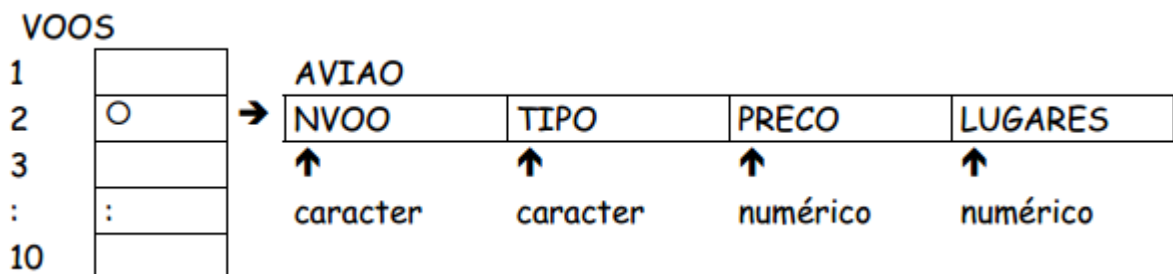 VOOS
1 AVIAO
2 NVOO TIPO PRECO LUGARES
3
: : caracter caracter numérico numérico
10